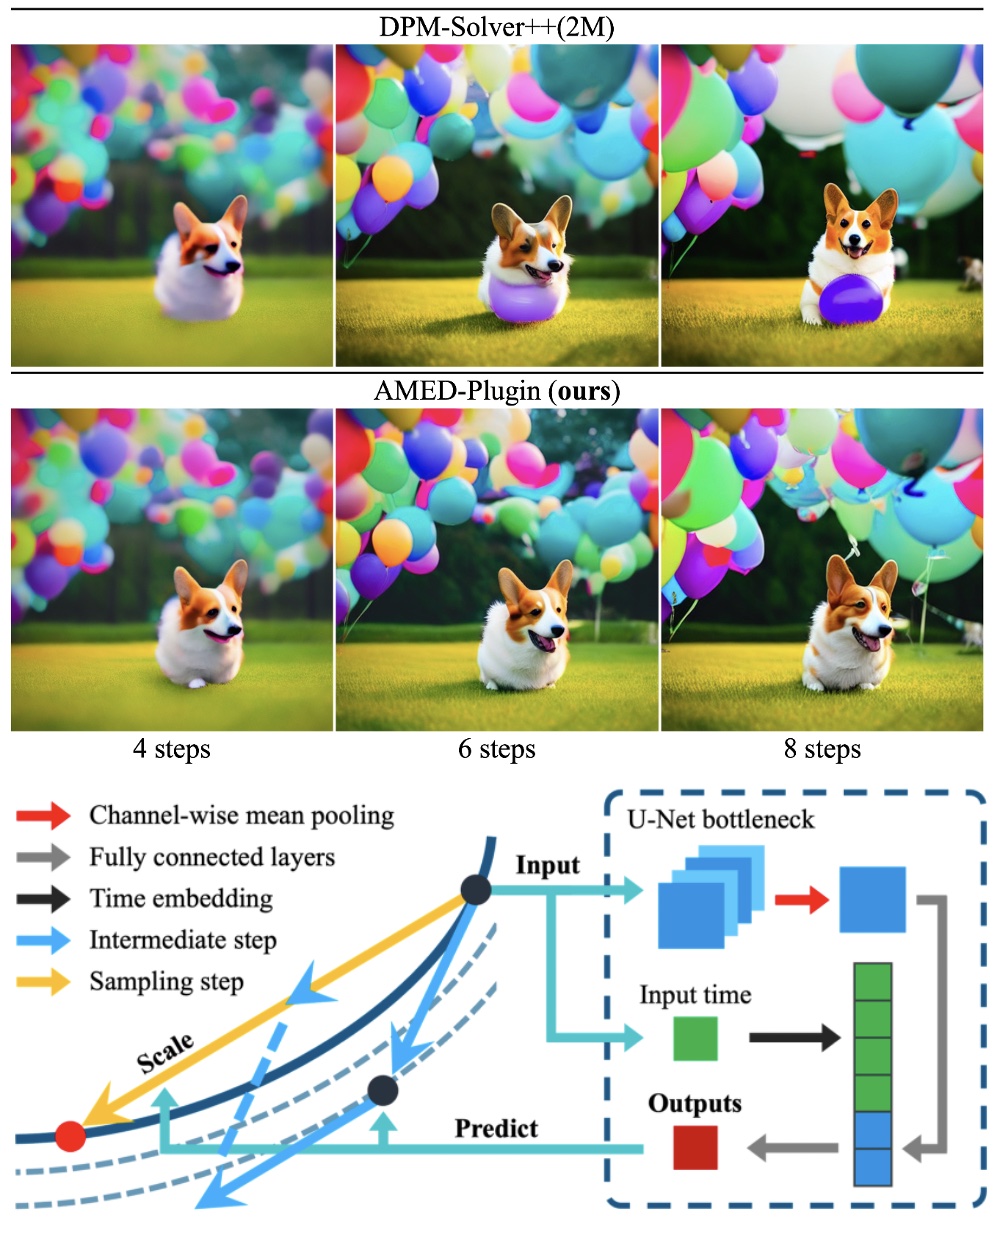 DPM-Solver++(2M)
AMED-Plugin (ours)
4 steps
6 steps
8 steps
Channel-wise mean pooling
Fully connected layers
Time embedding
Intermediate step
Sampling step
Scale
Input
Predict
U-Net bottleneck
Input time
Outputs